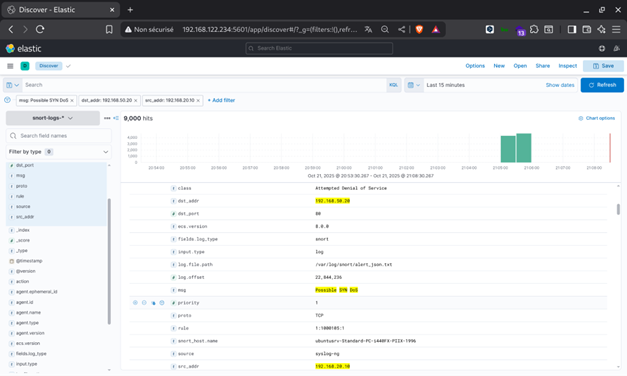 Discover - Elastic
Non sécurisé 192.168.122.234:5601/app/discover#/?_g=(filters:!(),refr...
13
elastic
Search Elastic
D Discover
Options New Open Share Inspect Save
Search
KQL
Last 15 minutes
Show dates
Refresh
msg: Possible SYN DoS × dst_addr: 192.168.50.20 × src_addr: 192.168.20.10 × + Add filter
snort-logs-*
9,000 hits
Chart options
Search field names
Filter by type 0
dst_port
msg
proto
rule
source
src_addr
_index
_score
_type
@timestamp
@version
action
agent.ephemeral_id
agent.id
agent.name
agent.type
agent.version
ecs.version
fields.log_type
input.type
20:54:00 20:55:00 20:56:00 20:57:00 20:58:00 20:59:00 21:00:00 21:01:00 21:02:00 21:03:00 21:04:00 21:05:00 21:06:00 21:07:00 21:08:00
Oct 21, 2025 @ 20:53:30.267 - Oct 21, 2025 @ 21:08:30.267
class Attempted Denial of Service
dst_addr 192.168.50.20
dst_port 80
ecs.version 8.0.0
fields.log_type snort
input.type log
log.file.path /var/log/snort/alert_json.txt
log.offset 22,044,236
msg Possible SYN DoS
priority 1
proto TCP
rule 1:1000105:1
snort_host.name ubuntuserv-Standard-PC-i440FX-PIIX-1996
source syslog-ng
src_addr 192.168.20.10